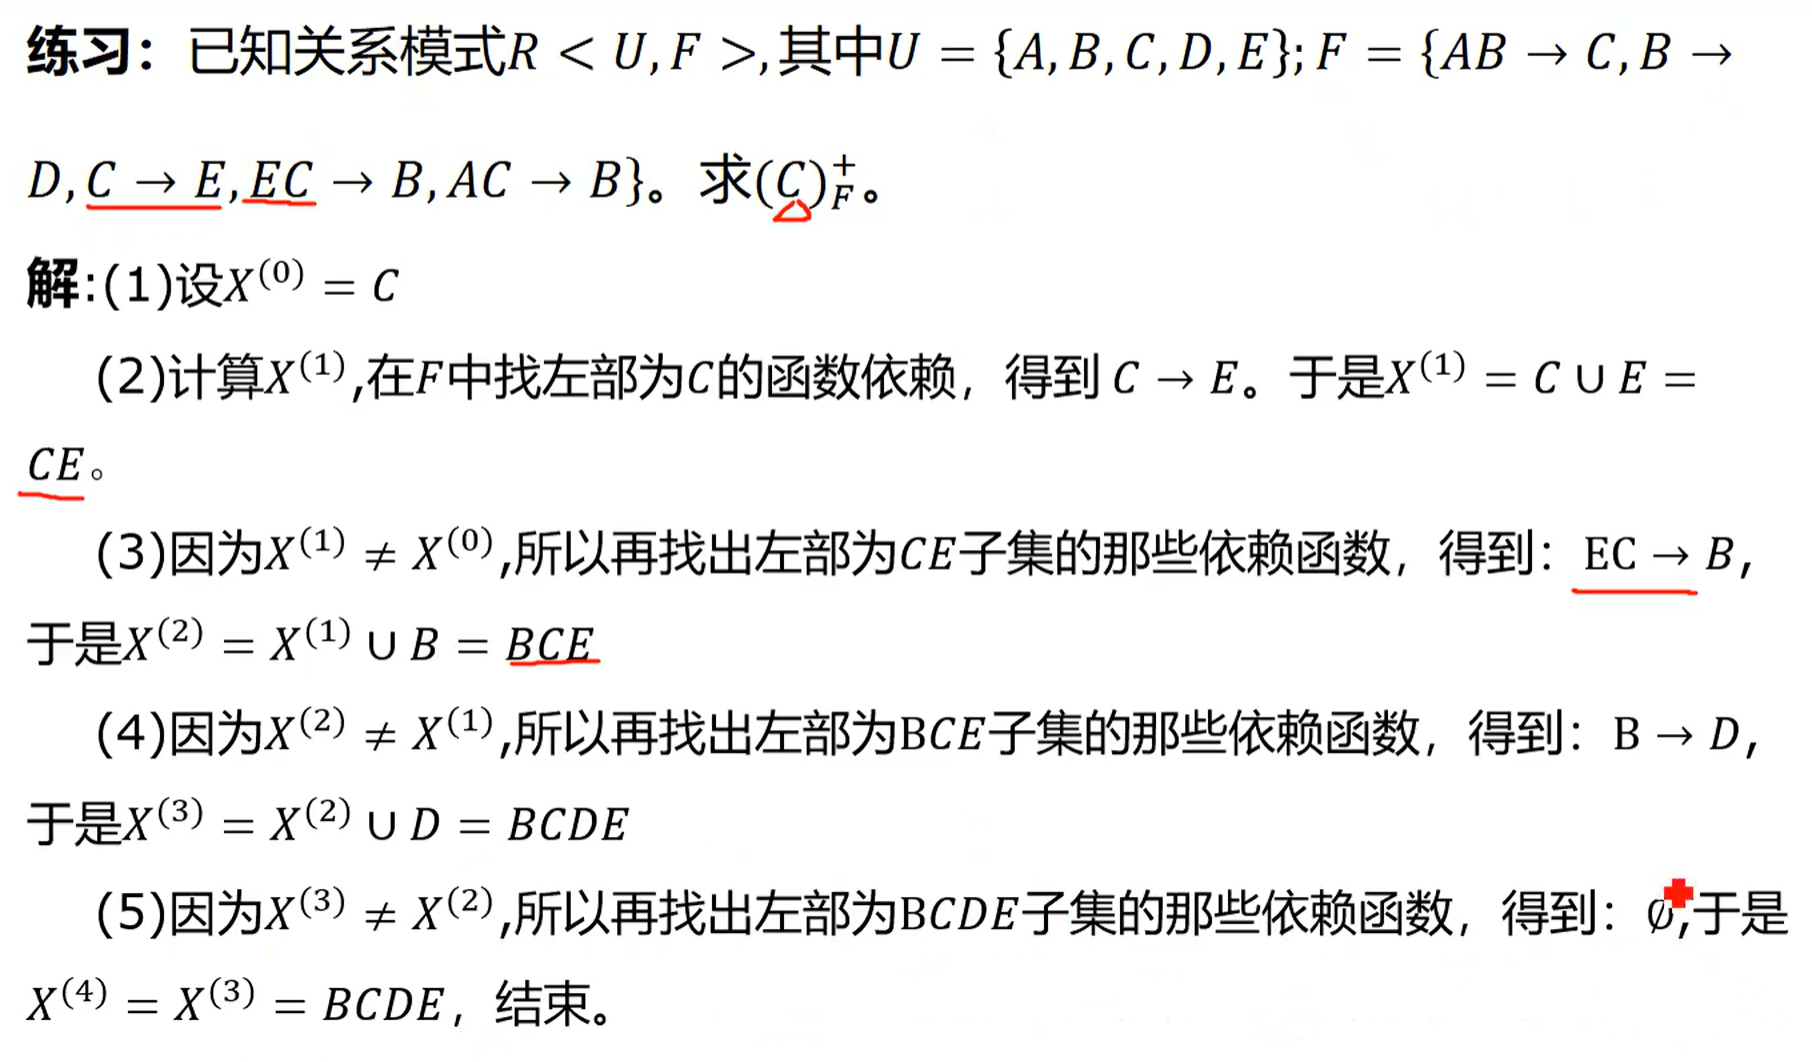 练习：已知关系模式R < U, F >,其中U = {A, B, C, D, E}; F = {AB → C, B →
D, C → E, EC → B, AC → B}。求(C)⁺_F。
解:(1)设X⁽⁰⁾ = C
(2)计算X⁽¹⁾,在F中找左部为C的函数依赖，得到 C → E。于是X⁽¹⁾ = C ∪ E =
CE。
(3)因为X⁽¹⁾ ≠ X⁽⁰⁾,所以再找出左部为CE子集的那些依赖函数，得到：EC → B，
于是X⁽²⁾ = X⁽¹⁾ ∪ B = BCE
(4)因为X⁽²⁾ ≠ X⁽¹⁾,所以再找出左部为BCE子集的那些依赖函数，得到：B → D，
于是X⁽³⁾ = X⁽²⁾ ∪ D = BCDE
(5)因为X⁽³⁾ ≠ X⁽²⁾,所以再找出左部为BCDE子集的那些依赖函数，得到：∅,于是
X⁽⁴⁾ = X⁽³⁾ = BCDE，结束。